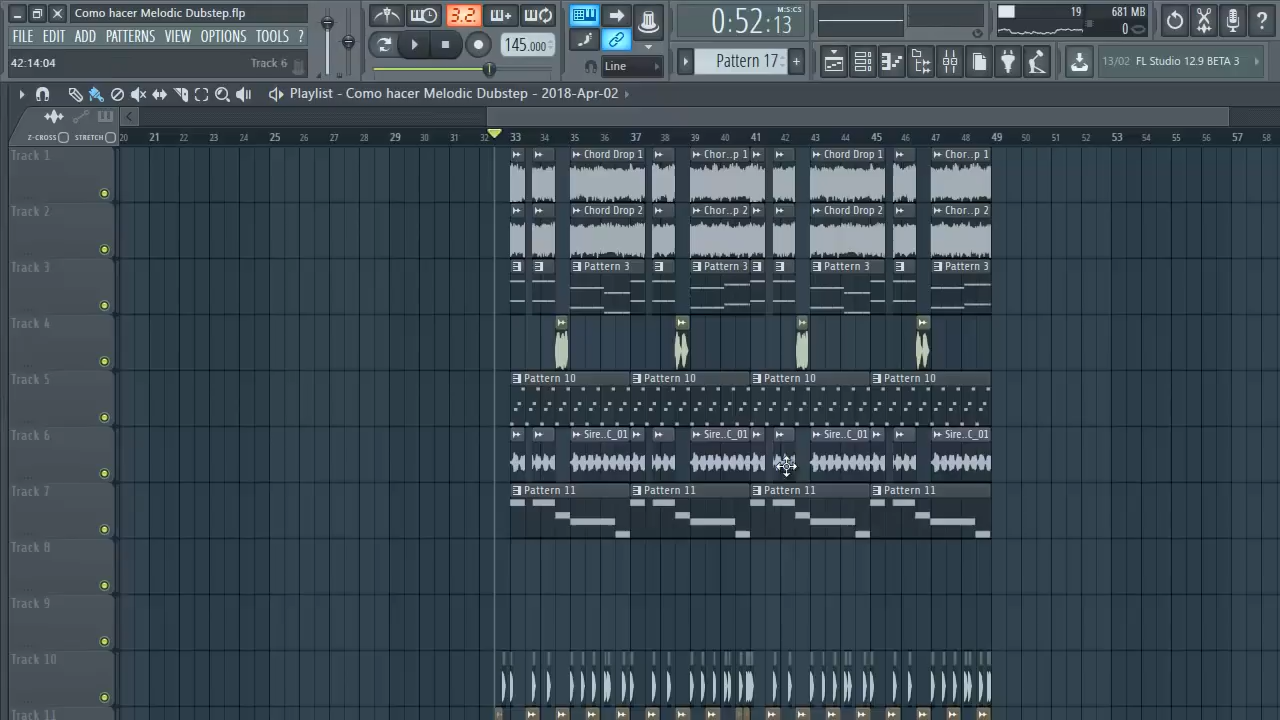 Como hacer Melodic Dubstep.flp
FILE EDIT ADD PATTERNS VIEW OPTIONS TOOLS ?
42:14:04 Track 6
3.2.
145.000
Line
0:52:13
M:S:CS
Pattern 17
19
681 MB
0
13/02 FL Studio 12.9 BETA 3
Playlist - Como hacer Melodic Dubstep - 2018-Apr-02
Z-CROSS STRETCH
20 21 22 23 24 25 26 27 28 29 30 31 32 33 34 35 36 37 38 39 40 41 42 43 44 45 46 47 48 49 50 51 52 53 54 55 56 57 58
Track 1
Chord Drop 1 Chor..p 1 Chord Drop 1 Chor..p 1
Track 2
Chord Drop 2 Chor..p 2 Chord Drop 2 Chor..p 2
Track 3
Pattern 3 Pattern 3 Pattern 3 Pattern 3
Track 4
Track 5
Pattern 10 Pattern 10 Pattern 10 Pattern 10
Track 6
Sire..C_01 Sire..C_01 Sire..C_01 Sire..C_01
Track 7
Pattern 11 Pattern 11 Pattern 11 Pattern 11
Track 8
Track 9
Track 10
Track 11